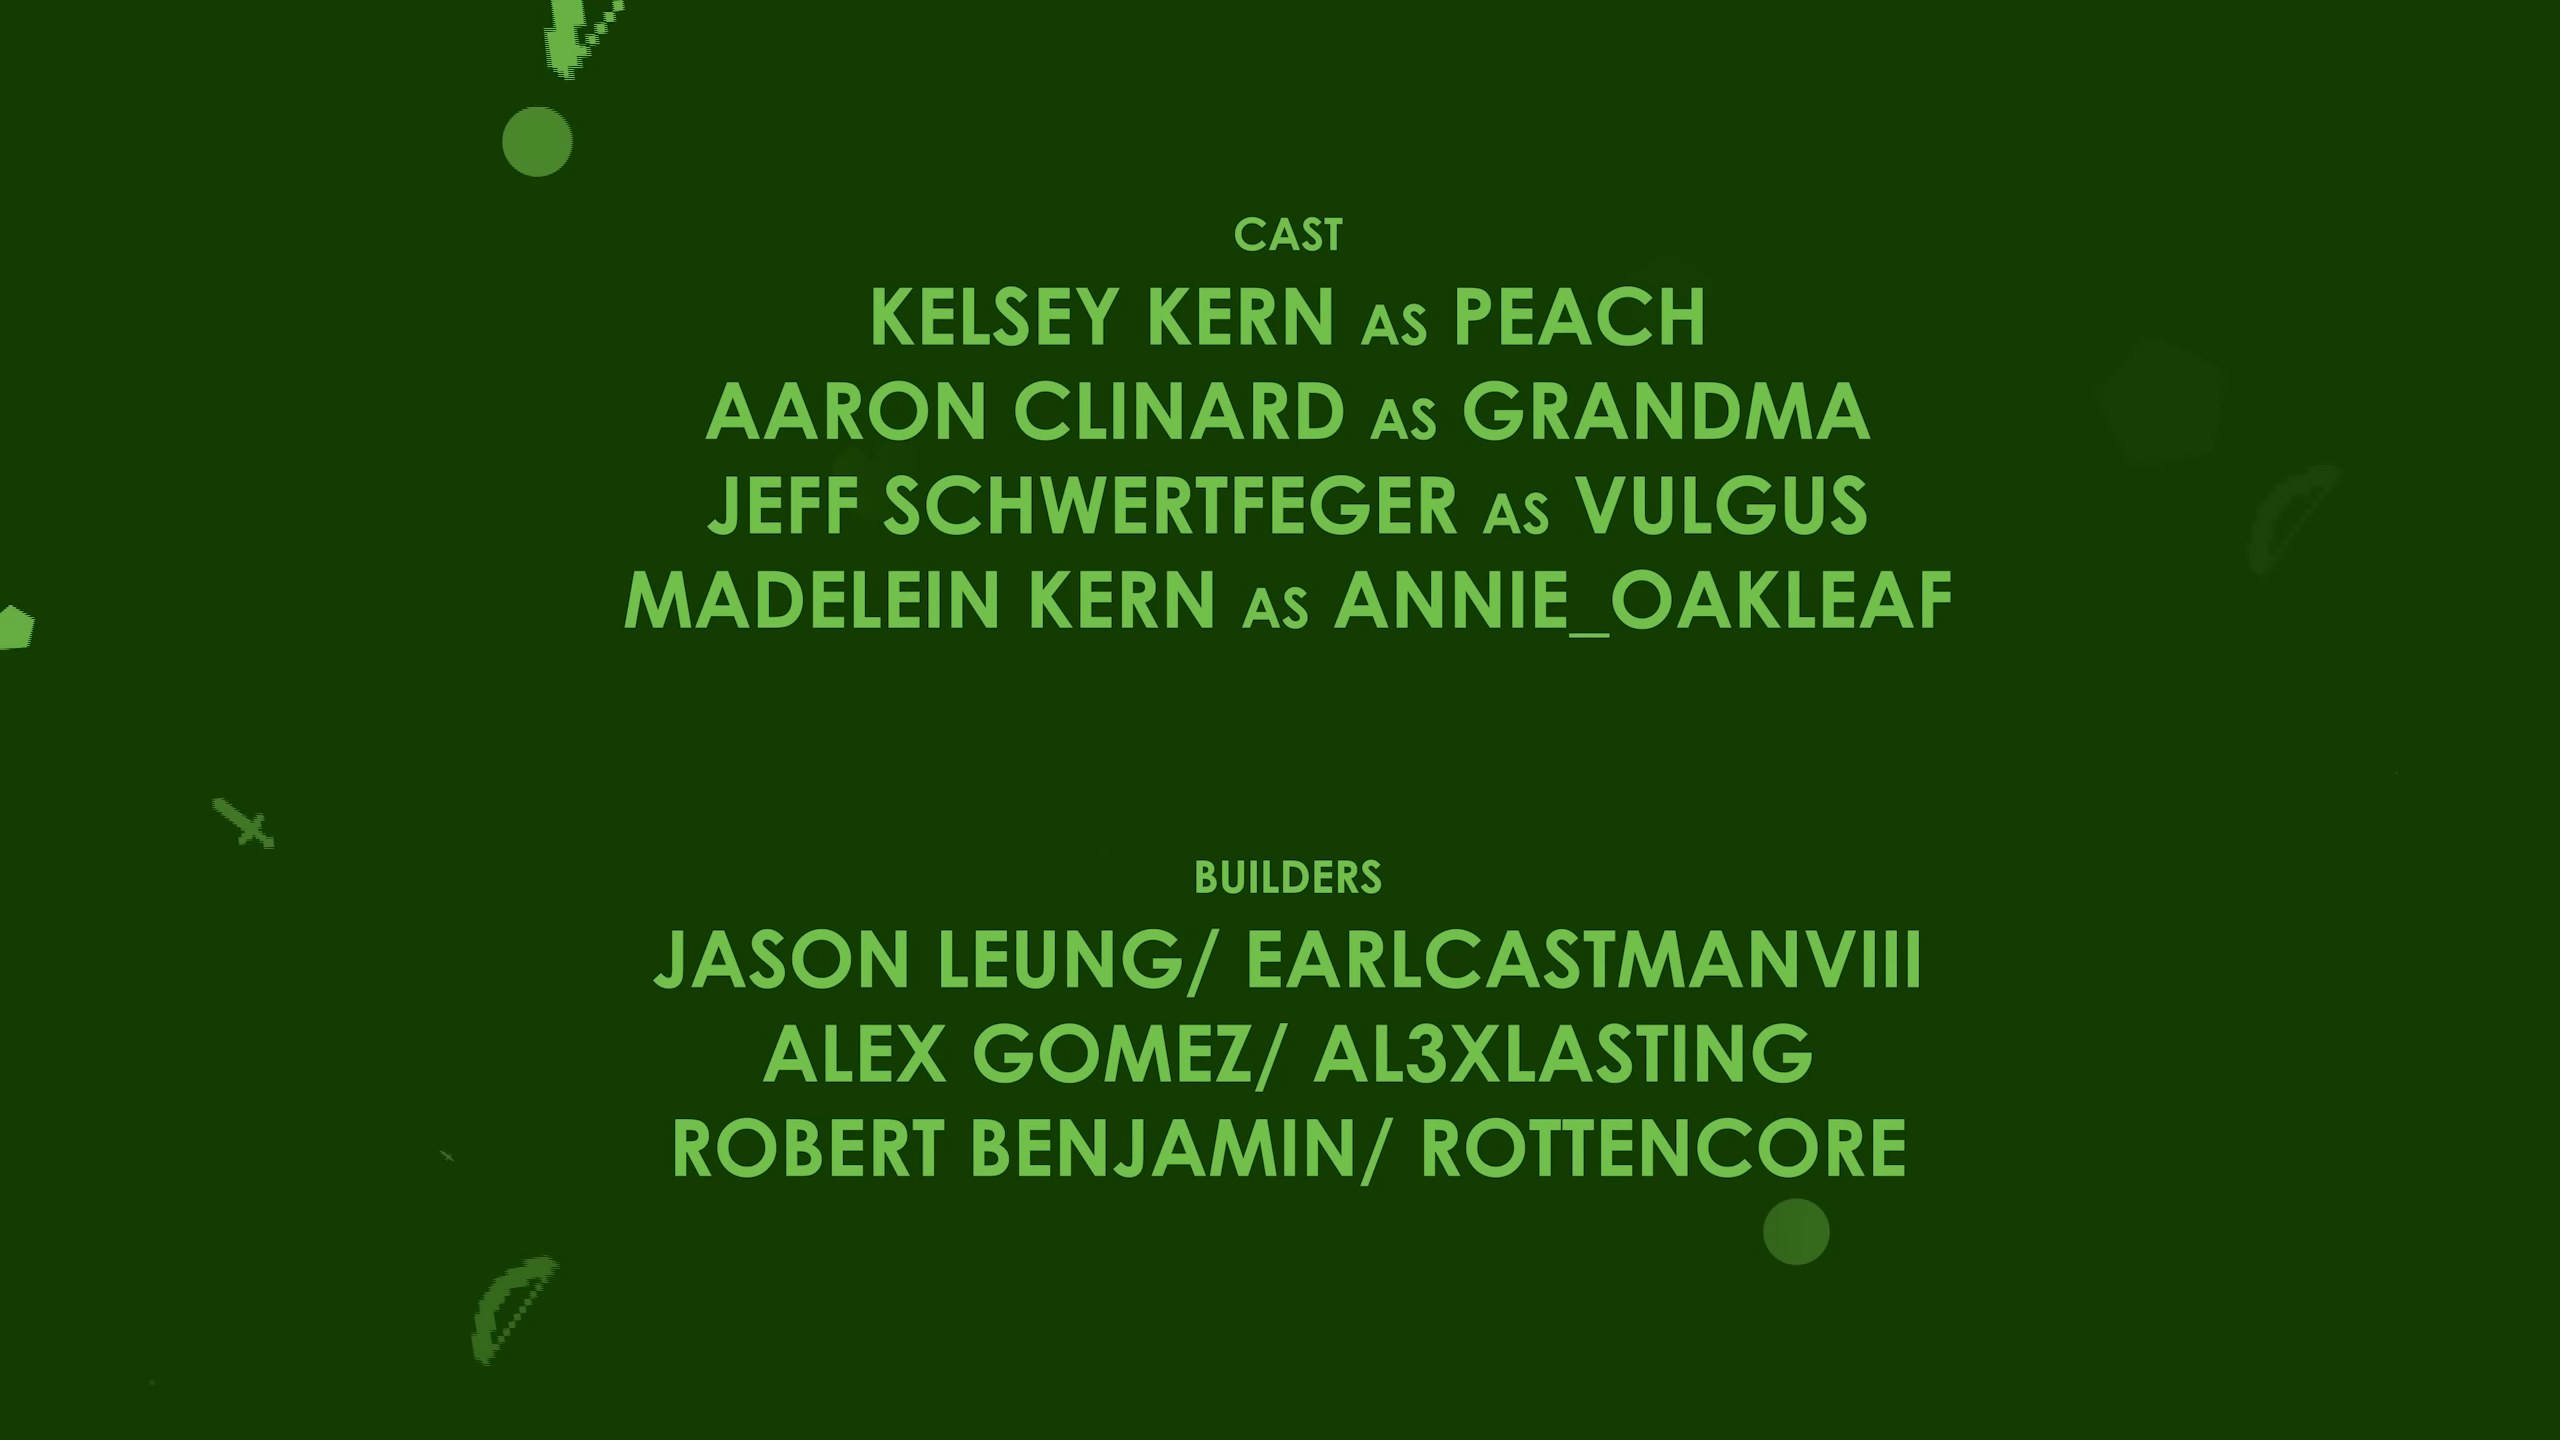 CAST
KELSEY KERN AS PEACH
AARON CLINARD AS GRANDMA
JEFF SCHWERTFEGER AS VULGUS
MADELEIN KERN AS ANNIE_OAKLEAF
BUILDERS
JASON LEUNG/ EARLCASTMANVIII
ALEX GOMEZ/ AL3XLASTING
ROBERT BENJAMIN/ ROTTENCORE